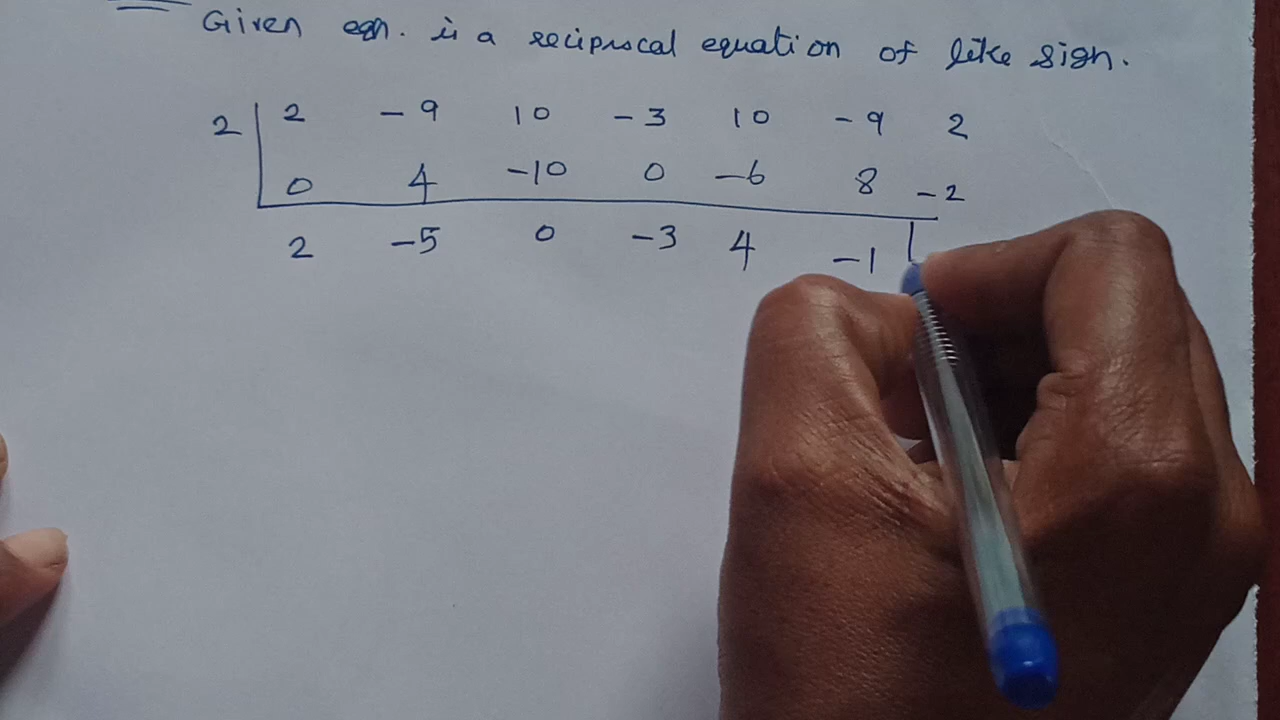 Given eqn. is a reciprocal equation of like sign.
2 | 2 -9 10 -3 10 -9 2
0 4 -10 0 -6 8 -2
2 -5 0 -3 4 -1 |